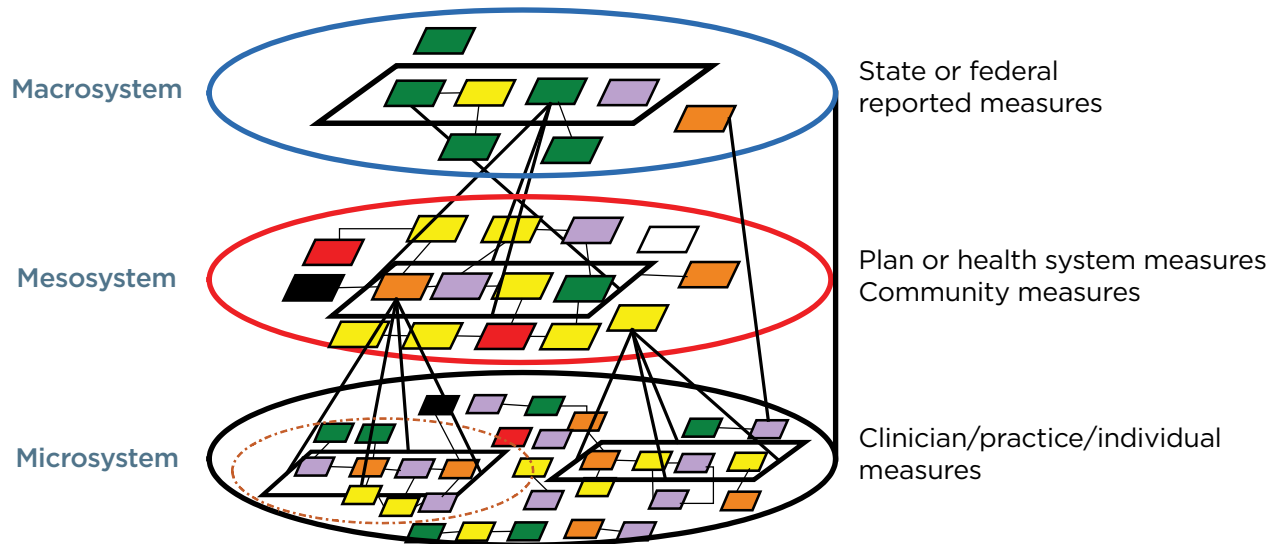 Macrosystem
State or federal
reported measures
Mesosystem
Plan or health system measures
Community measures
Microsystem
Clinician/practice/individual
measures